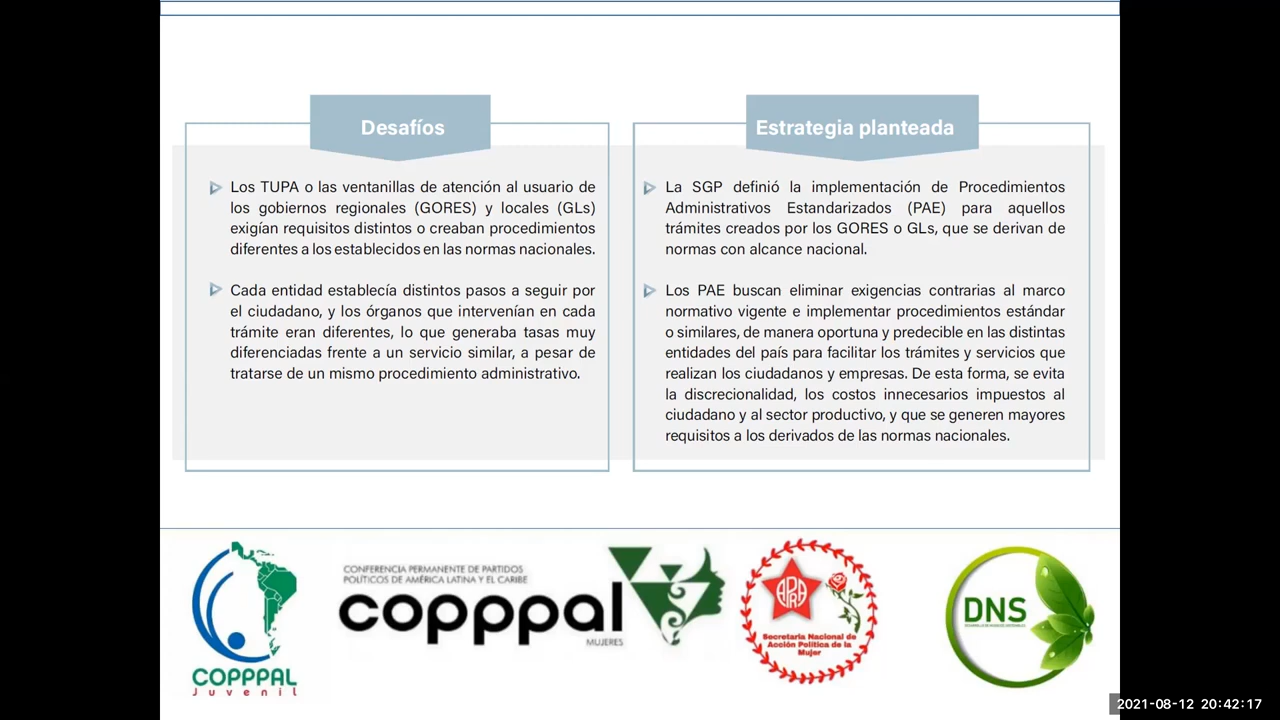 Desafíos
Los TUPA o las ventanillas de atención al usuario de
los gobiernos regionales (GORES) y locales (GLs)
exigían requisitos distintos o creaban procedimientos
diferentes a los establecidos en las normas nacionales.
Cada entidad establecía distintos pasos a seguir por
el ciudadano, y los órganos que intervenían en cada
trámite eran diferentes, lo que generaba tasas muy
diferenciadas frente a un servicio similar, a pesar de
tratarse de un mismo procedimiento administrativo.
Estrategia planteada
La SGP definió la implementación de Procedimientos
Administrativos Estandarizados (PAE) para aquellos
trámites creados por los GORES o GLs, que se derivan de
normas con alcance nacional.
Los PAE buscan eliminar exigencias contrarias al marco
normativo vigente e implementar procedimientos estándar
o similares, de manera oportuna y predecible en las distintas
entidades del país para facilitar los trámites y servicios que
realizan los ciudadanos y empresas. De esta forma, se evita
la discrecionalidad, los costos innecesarios impuestos al
ciudadano y al sector productivo, y que se generen mayores
requisitos a los derivados de las normas nacionales.
COPPPAL
Juvenil
CONFERENCIA PERMANENTE DE PARTIDOS
POLÍTICOS DE AMÉRICA LATINA Y EL CARIBE
copppal
MUJERES
APRA
Secretaria Nacional de
Acción Política de la
Mujer
DNS
2021-08-12 20:42:17